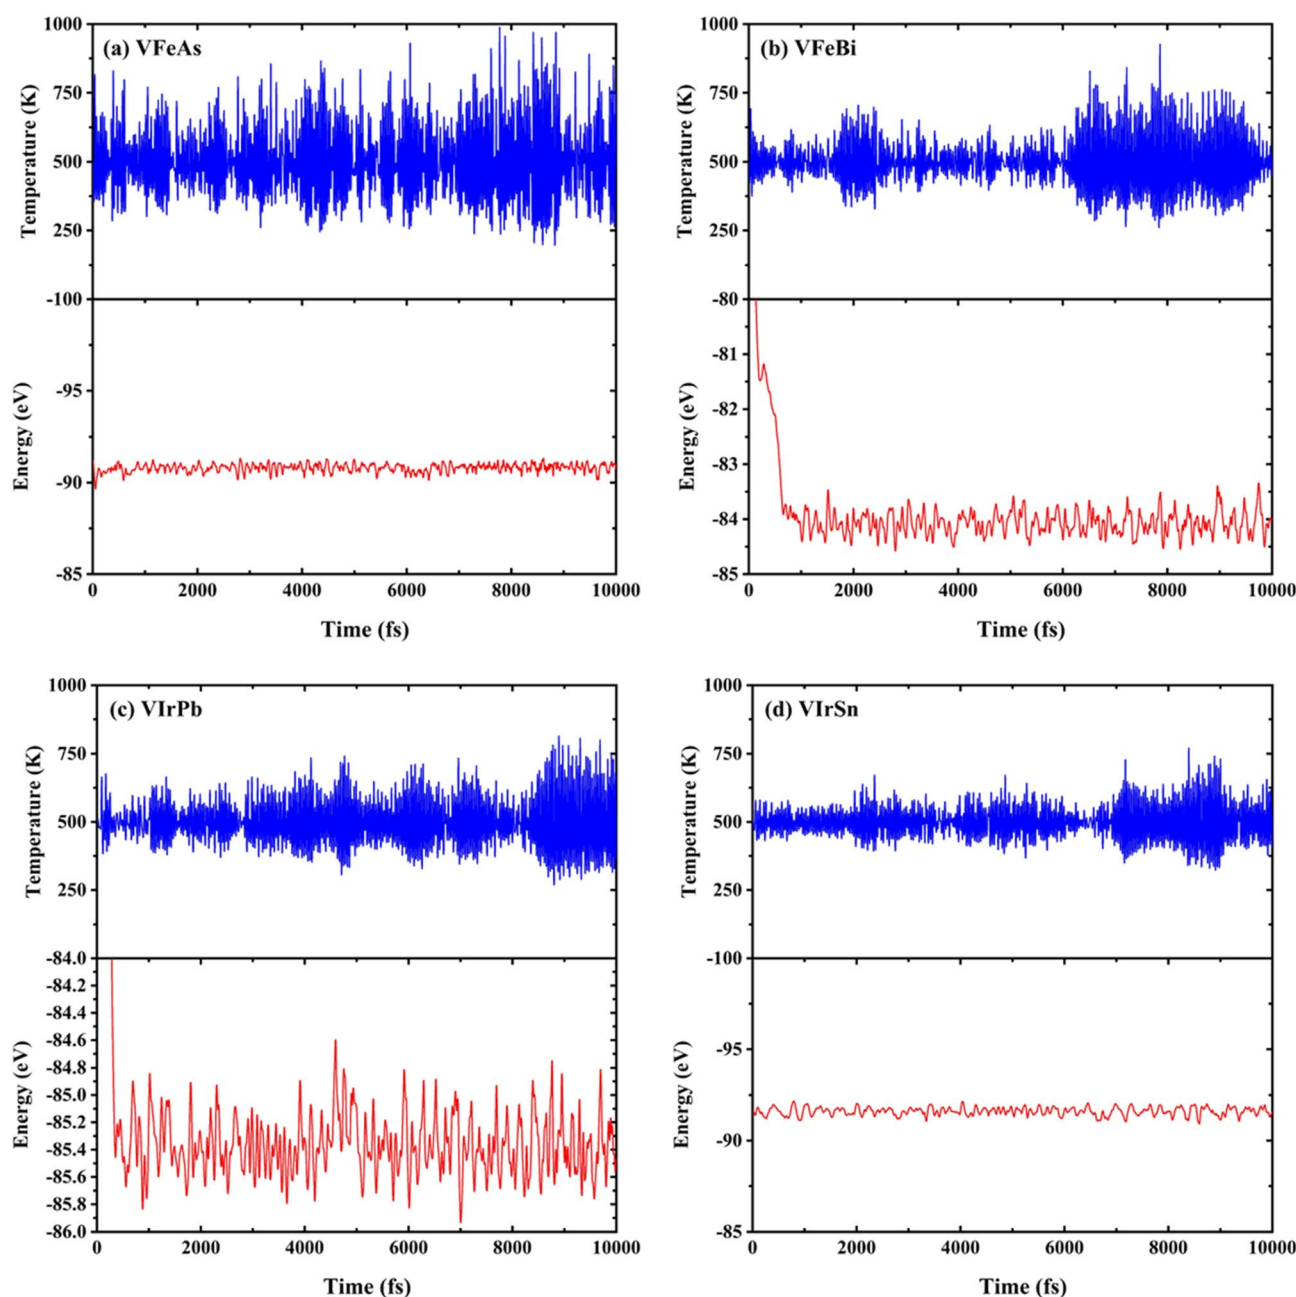 (a) VFeAs
Temperature (K)
1000
750
500
250
-100
Energy (eV)
-95
-90
-85
0 2000 4000 6000 8000 10000
Time (fs)
(b) VFeBi
Temperature (K)
1000
750
500
250
-80
Energy (eV)
-81
-82
-83
-84
-85
0 2000 4000 6000 8000 10000
Time (fs)
(c) VIrPb
Temperature (K)
1000
750
500
250
-84.0
Energy (eV)
-84.2
-84.4
-84.6
-84.8
-85.0
-85.2
-85.4
-85.6
-85.8
-86.0
0 2000 4000 6000 8000 10000
Time (fs)
(d) VIrSn
Temperature (K)
1000
750
500
250
-100
Energy (eV)
-95
-90
-85
0 2000 4000 6000 8000 10000
Time (fs)